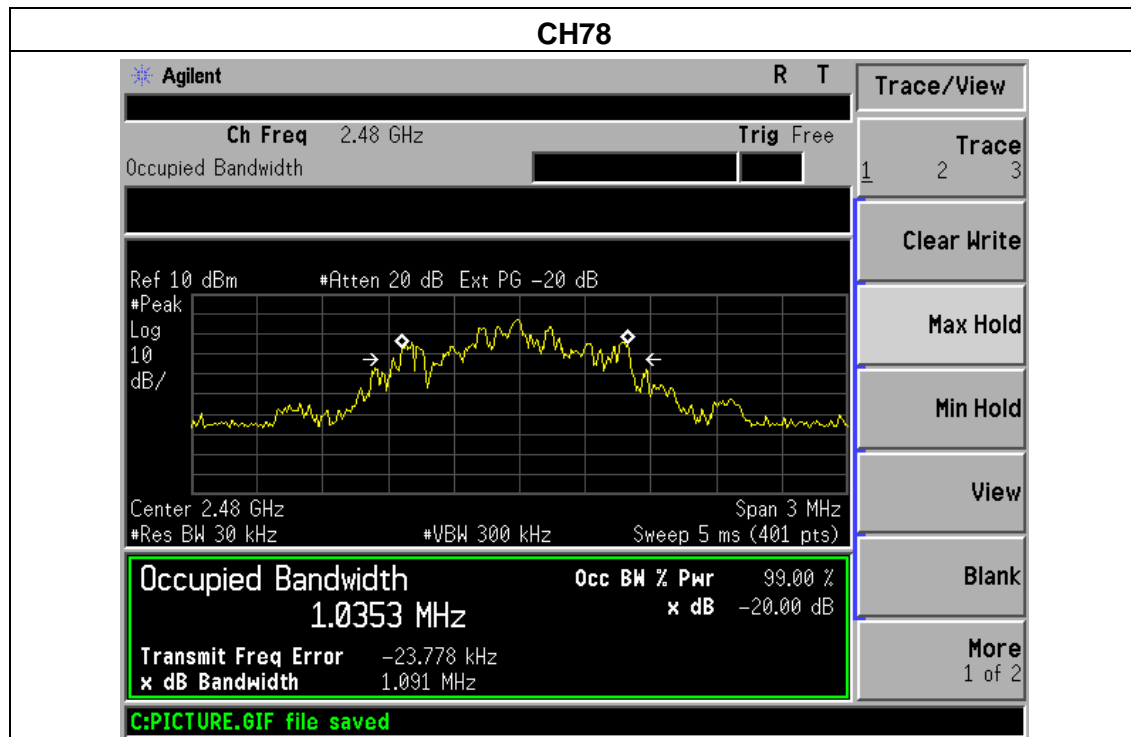 CH78
Agilent R T
Trace/View
Ch Freq 2.48 GHz Trig Free
Occupied Bandwidth
Trace
1 2 3
Clear Write
Max Hold
Min Hold
View
Blank
More
1 of 2
Ref 10 dBm #Atten 20 dB Ext PG -20 dB
#Peak
Log
10
dB/
Center 2.48 GHz Span 3 MHz
#Res BW 30 kHz #VBW 300 kHz Sweep 5 ms (401 pts)
Occupied Bandwidth Occ BW % Pwr 99.00 %
1.0353 MHz x dB -20.00 dB
Transmit Freq Error -23.778 kHz
x dB Bandwidth 1.091 MHz
C:PICTURE.GIF file saved